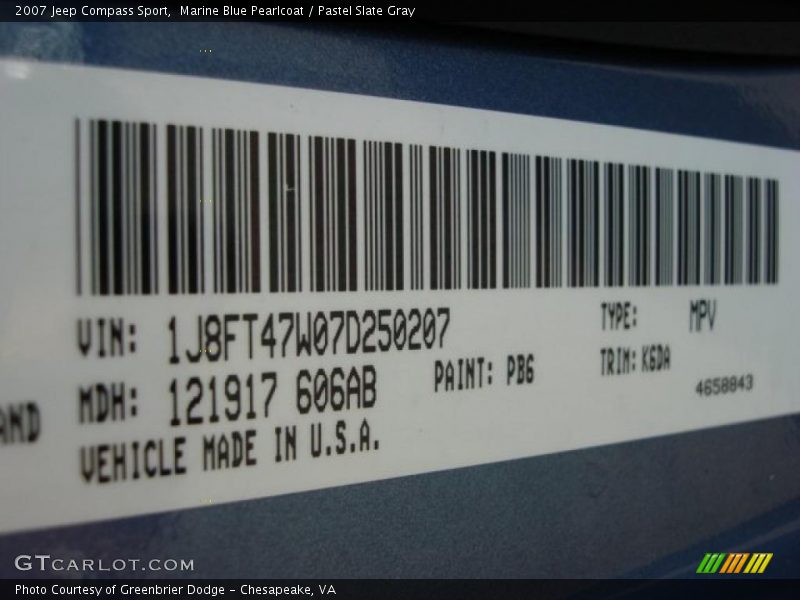 2007 Jeep Compass Sport,  Marine Blue Pearlcoat / Pastel Slate Gray
VIN: 1J8FT47W07D250207
TYPE: MPV
MDH: 121917 606AB
PAINT: PB6
TRIM: K6DA
AND
4658843
VEHICLE MADE IN U.S.A.
GTCARLOT.COM
Photo Courtesy of Greenbrier Dodge - Chesapeake, VA